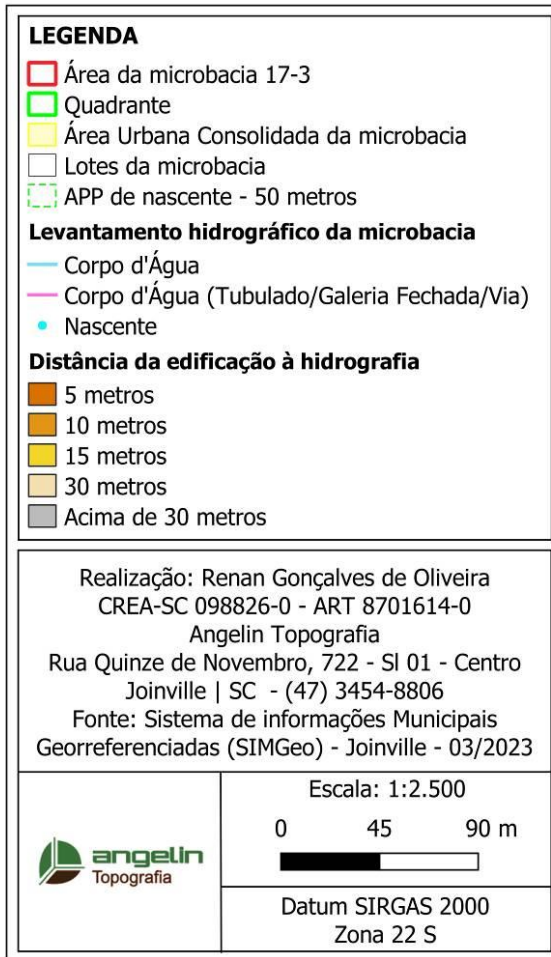 LEGENDA
Área da microbacia 17-3
Quadrante
Área Urbana Consolidada da microbacia
Lotes da microbacia
APP de nascente - 50 metros
Levantamento hidrográfico da microbacia
Corpo d'Água
Corpo d'Água (Tubulado/Galeria Fechada/Via)
Nascente
Distância da edificação à hidrografia
5 metros
10 metros
15 metros
30 metros
Acima de 30 metros
Realização: Renan Gonçalves de Oliveira
CREA-SC 098826-0 - ART 8701614-0
Angelin Topografia
Rua Quinze de Novembro, 722 - Sl 01 - Centro
Joinville | SC - (47) 3454-8806
Fonte: Sistema de informações Municipais
Georreferenciadas (SIMGeo) - Joinville - 03/2023
angelin
Topografia
Escala: 1:2.500
0 45 90 m
Datum SIRGAS 2000
Zona 22 S